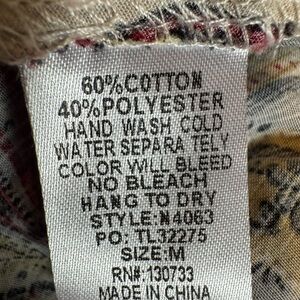 60%COTTON
40%POLYESTER
HAND WASH COLD
WATER SEPARA TELY
COLOR WILL BLEED
NO BLEACH
HANG TO DRY
STYLE:N4063
PO: TL32275
SIZE:M
RN#:130733
MADE IN CHINA